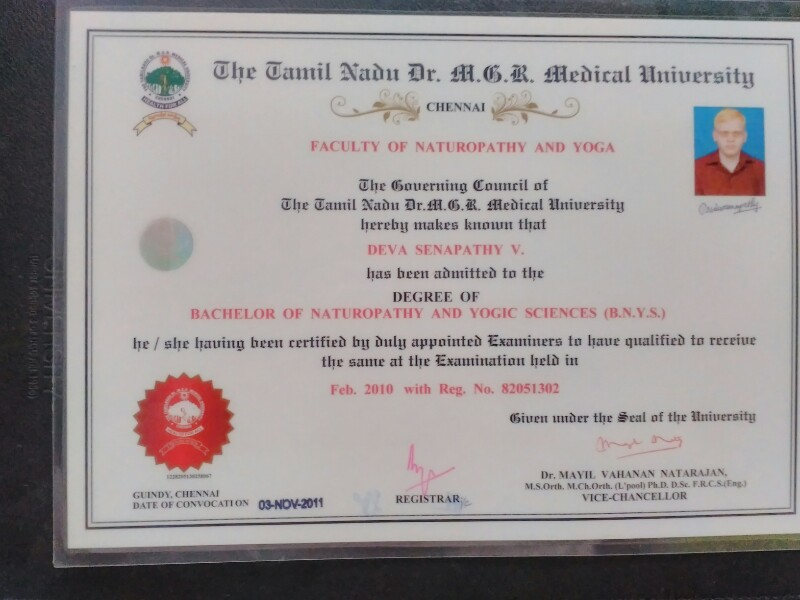 The Tamil Nadu Dr. M.G.R. Medical University
CHENNAI
FACULTY OF NATUROPATHY AND YOGA
The Governing Council of
The Tamil Nadu Dr.M.G.R. Medical University
hereby makes known that
DEVA SENAPATHY V.
has been admitted to the
DEGREE OF
BACHELOR OF NATUROPATHY AND YOGIC SCIENCES (B.N.Y.S.)
he / she having been certified by duly appointed Examiners to have qualified to receive
the same at the Examination held in
Feb. 2010 with Reg. No. 82051302
Given under the Seal of the University
Dr. MAYIL VAHANAN NATARAJAN,
M.S.Orth. M.Ch.Orth. (L'pool) Ph.D. D.Sc. F.R.C.S.(Eng.)
VICE-CHANCELLOR
REGISTRAR
GUINDY, CHENNAI
DATE OF CONVOCATION 03-NOV-2011
HEALTH FOR ALL